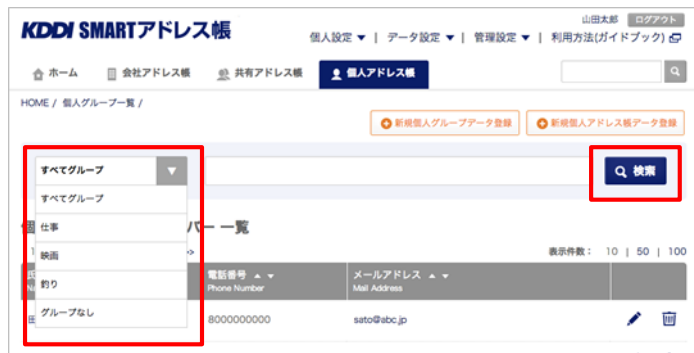 山田太郎 ログアウト
KDDI SMARTアドレス帳
個人設定 ▼ | データ設定 ▼ | 管理設定 ▼ | 利用方法(ガイドブック)
ホーム 会社アドレス帳 共有アドレス帳 個人アドレス帳
HOME / 個人グループ一覧 /
新規個人グループデータ登録 新規個人アドレス帳データ登録
すべてグループ ▼ 検索
すべてグループ
仕事
バー 一覧
映画
表示件数： 10 | 50 | 100
釣り
電話番号 ▲ ▼ メールアドレス ▲ ▼
Phone Number Mail Address
グループなし
8000000000 sato@abc.jp